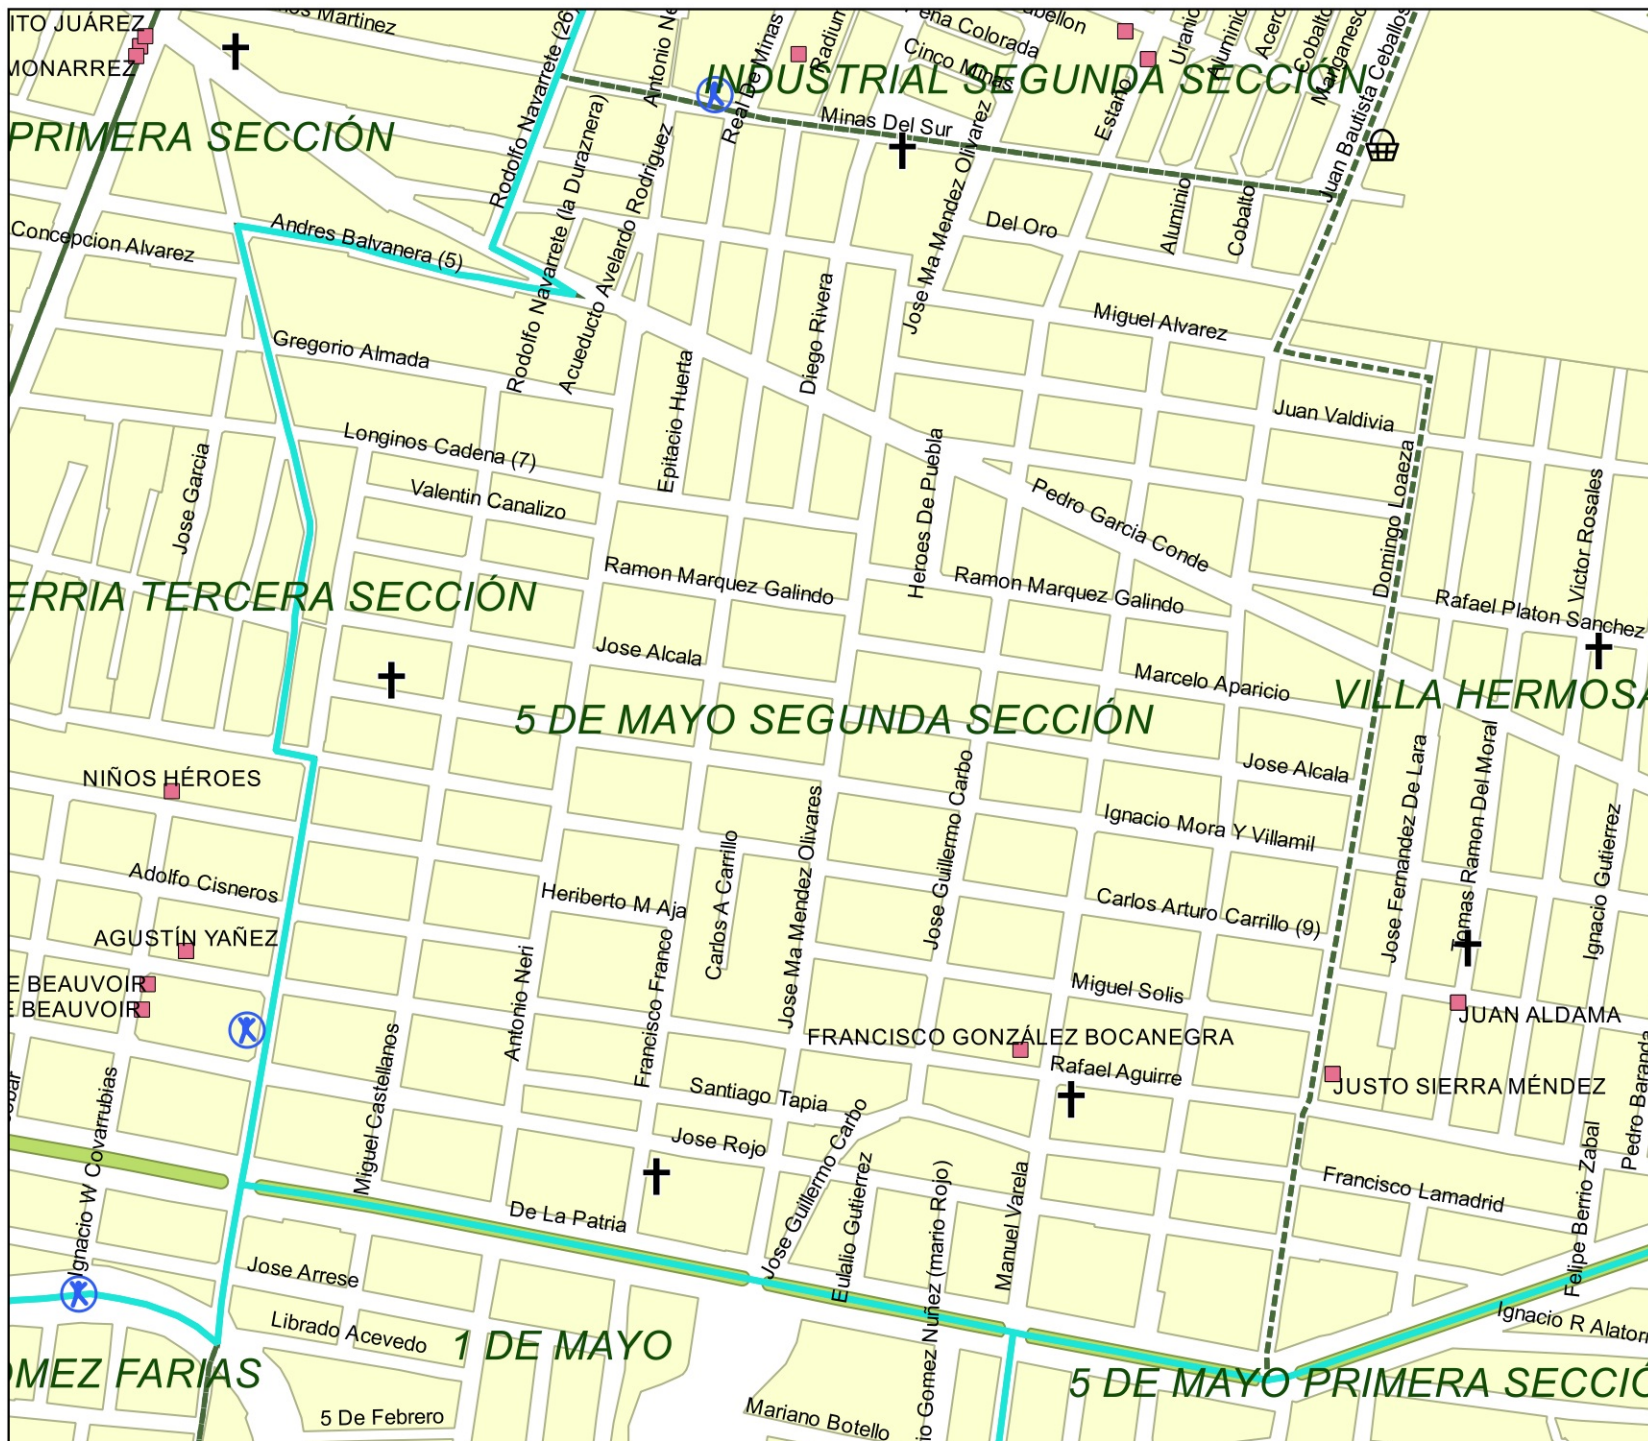 ITO JUÁREZ
MONARREZ
Martinez
Rodolfo Navarrete (26
Real De Minas
Radium
Colorada
Cinco Minas
Uranio
Aluminio
Acero
Cobalto
Manganeso
Juan Bautista Ceballos
INDUSTRIAL SEGUNDA SECCIÓN
Estaño
Minas Del Sur
PRIMERA SECCIÓN
Concepcion Alvarez
Andres Balvanera (5)
Rodolfo Navarrete (la Duraznera)
Acueducto Avelardo Rodriguez
Jose Ma Mendez Olivarez
Del Oro
Aluminio
Cobalto
Gregorio Almada
Diego Rivera
Miguel Alvarez
Epitacio Huerta
Juan Valdivia
Jose Garcia
Longinos Cadena (7)
Valentin Canalizo
Heroes De Puebla
Pedro Garcia Conde
Domingo Loaeza
Victor Rosales
Ramon Marquez Galindo
Ramon Marquez Galindo
Rafael Platon Sanchez
ERRIA TERCERA SECCIÓN
Jose Alcala
Marcelo Aparicio
VILLA HERMOSA
5 DE MAYO SEGUNDA SECCIÓN
NIÑOS HÉROES
Jose Alcala
Jose Fernandez De Lara
Tomas Ramon Del Moral
Ignacio Gutierrez
Ignacio Mora Y Villamil
Adolfo Cisneros
Heriberto M Aja
Carlos A Carrillo
Jose Ma Mendez Olivares
Jose Guillermo Carbo
Carlos Arturo Carrillo (9)
AGUSTÍN YAÑEZ
E BEAUVOIR
E BEAUVOIR
Antonio Neri
Francisco Franco
Miguel Solis
JUAN ALDAMA
FRANCISCO GONZÁLEZ BOCANEGRA
Rafael Aguirre
JUSTO SIERRA MÉNDEZ
Ignacio W Covarrubias
Miguel Castellanos
Santiago Tapia
Jose Rojo
Jose Guillermo Carbo
Eulalio Gutierrez
Manuel Varela
Felipe Berrio Zabal
Pedro Baranda
Francisco Lamadrid
De La Patria
Jose Arrese
Librado Acevedo
1 DE MAYO
io Gomez Nuñez (mario Rojo)
Ignacio R Alatorr
OMEZ FARIAS
5 DE MAYO PRIMERA SECCIÓ
5 De Febrero
Mariano Botello